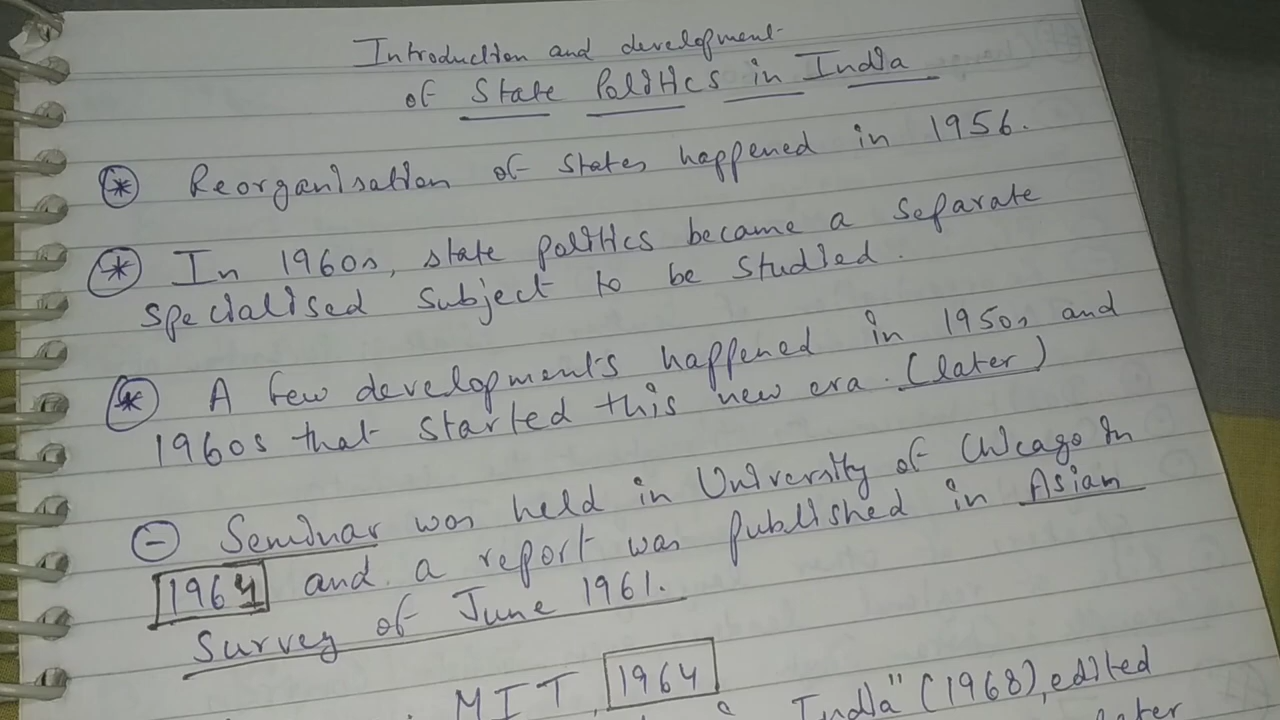 Introduction and development
of State Politics in India
* Reorganisation of states happened in 1956.
* In 1960s, state politics became a separate
specialised subject to be studied.
* A few developments happened in 1950s and
1960s that started this new era. (later)
- Seminar was held in University of Chicago in
1964 and a report was published in Asian
Survey of June 1961.
MIT, 1964
India" (1968), edited
later